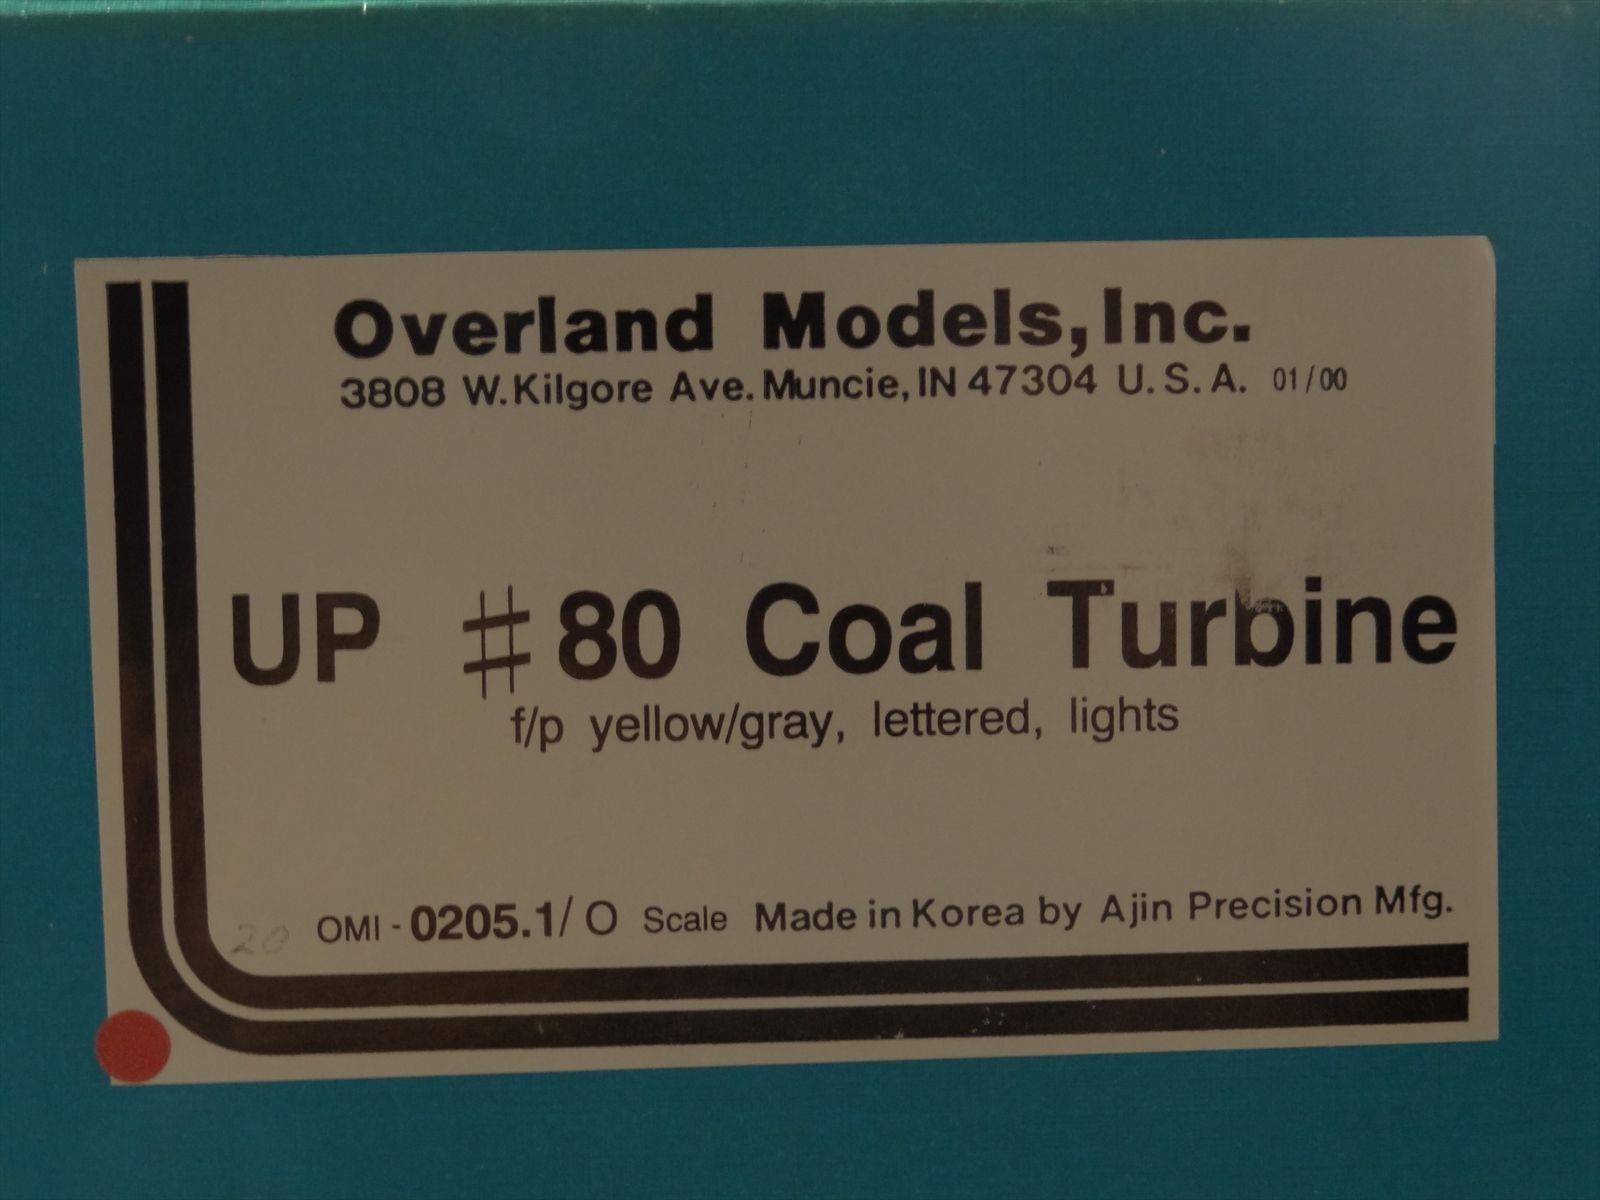 Overland Models, Inc.
3808 W. Kilgore Ave. Muncie, IN 47304 U.S.A. 01/00
UP #80 Coal Turbine
f/p yellow/gray, lettered, lights
20 OMI-0205.1/O Scale Made in Korea by Ajin Precision Mfg.